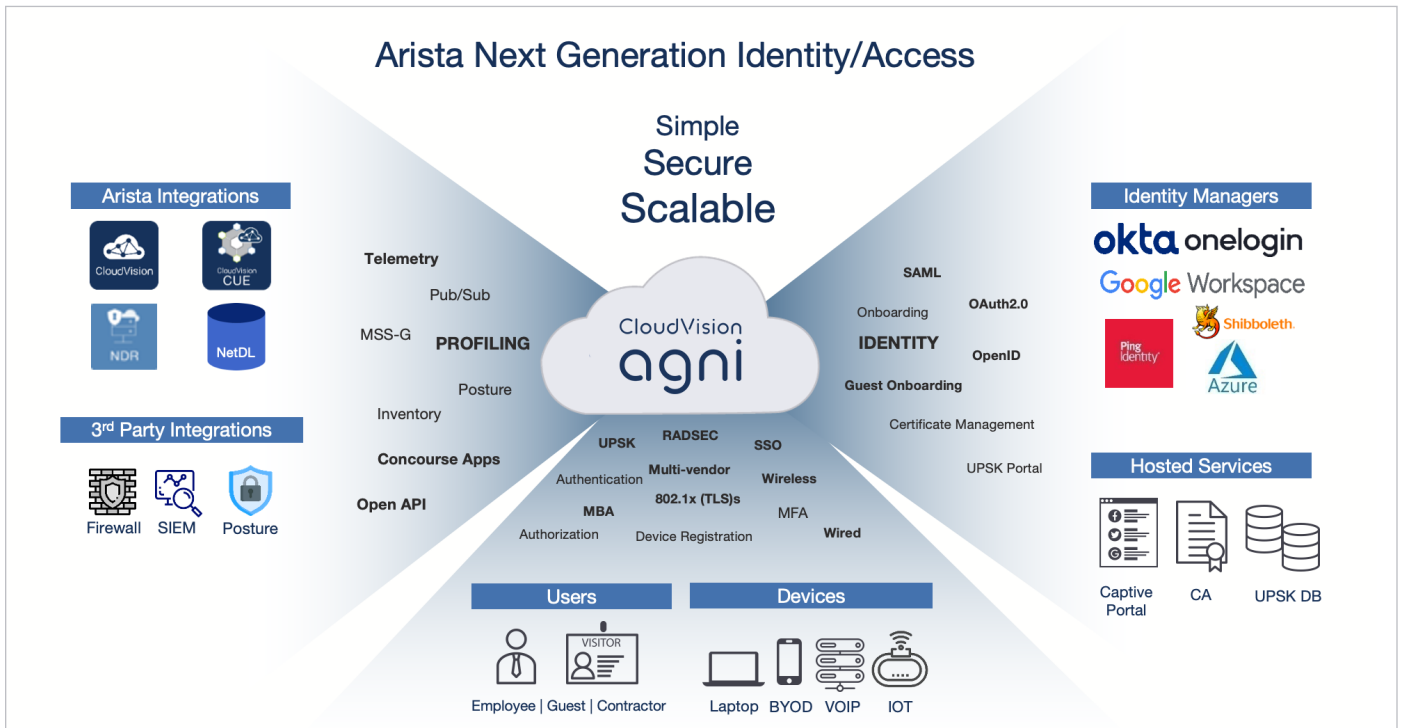 Arista Next Generation Identity/Access
Simple
Secure
Scalable
Arista Integrations
CloudVision
CloudVision
CUE
NDR
NetDL
3rd Party Integrations
Firewall
SIEM
Posture
Telemetry
Pub/Sub
MSS-G
PROFILING
Posture
Inventory
Concourse Apps
Open API
CloudVision
agni
UPSK
RADSEC
SSO
Authentication
Multi-vendor
Wireless
802.1x (TLS)s
MBA
MFA
Authorization
Device Registration
Wired
Users
VISITOR
Employee | Guest | Contractor
Devices
Laptop
BYOD
VOIP
IOT
SAML
Onboarding
OAuth2.0
IDENTITY
OpenID
Guest Onboarding
Certificate Management
UPSK Portal
Identity Managers
okta
onelogin
Google Workspace
Ping
Identity
Shibboleth.
Azure
Hosted Services
Captive
Portal
CA
UPSK DB